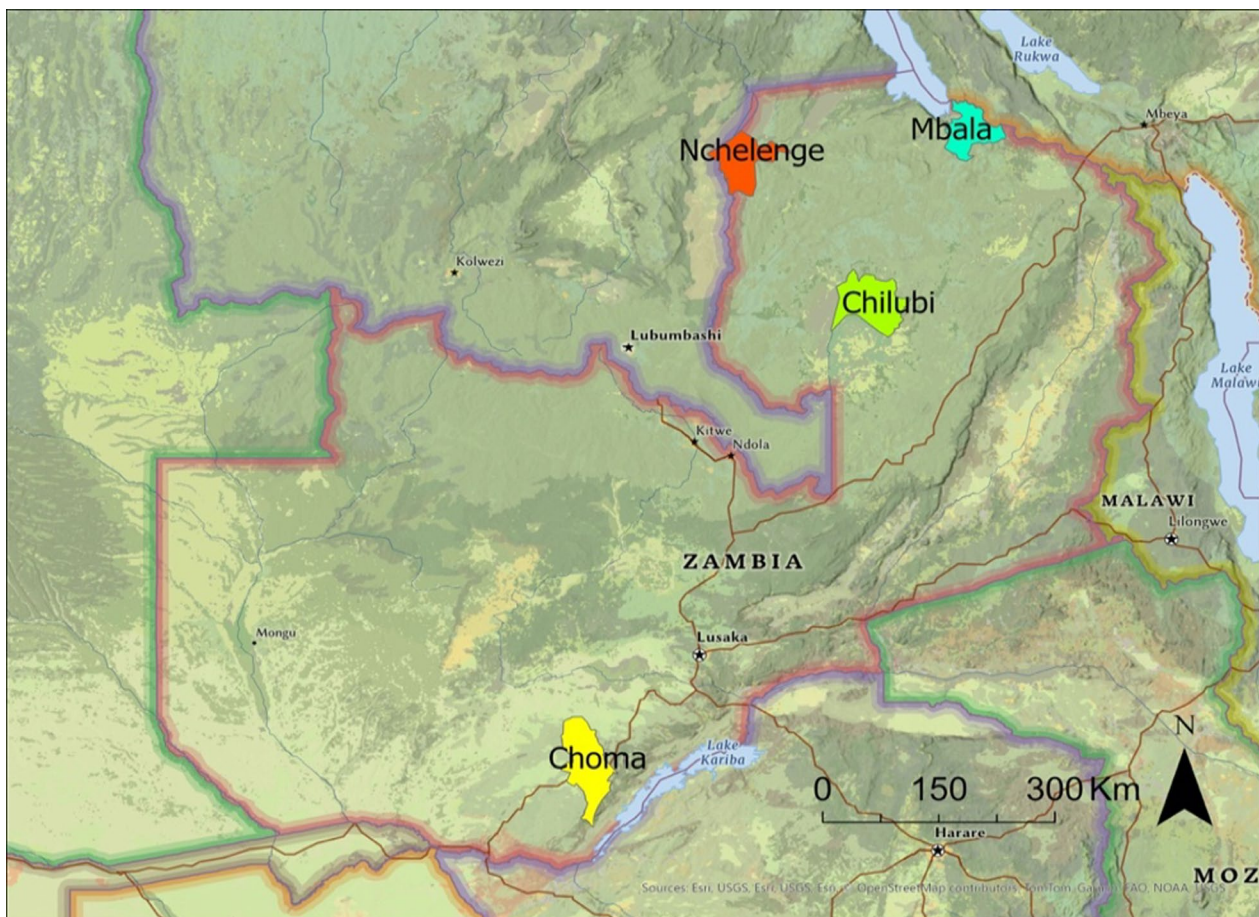 Lake
Rukwa
Mbeya
Mbala
Nchelenge
Kolwezi
Chilubi
Lubumbashi
Lake
Malawi
Kitwe
Ndola
MALAWI
Lilongwe
ZAMBIA
Mongu
Lusaka
Choma
Lake
Kariba
N
0 150 300 Km
Harare
MOZ
Sources: Esri, USGS, Esri, USGS, Esri, © OpenStreetMap contributors, TomTom, Garmin, FAO, NOAA, USGS